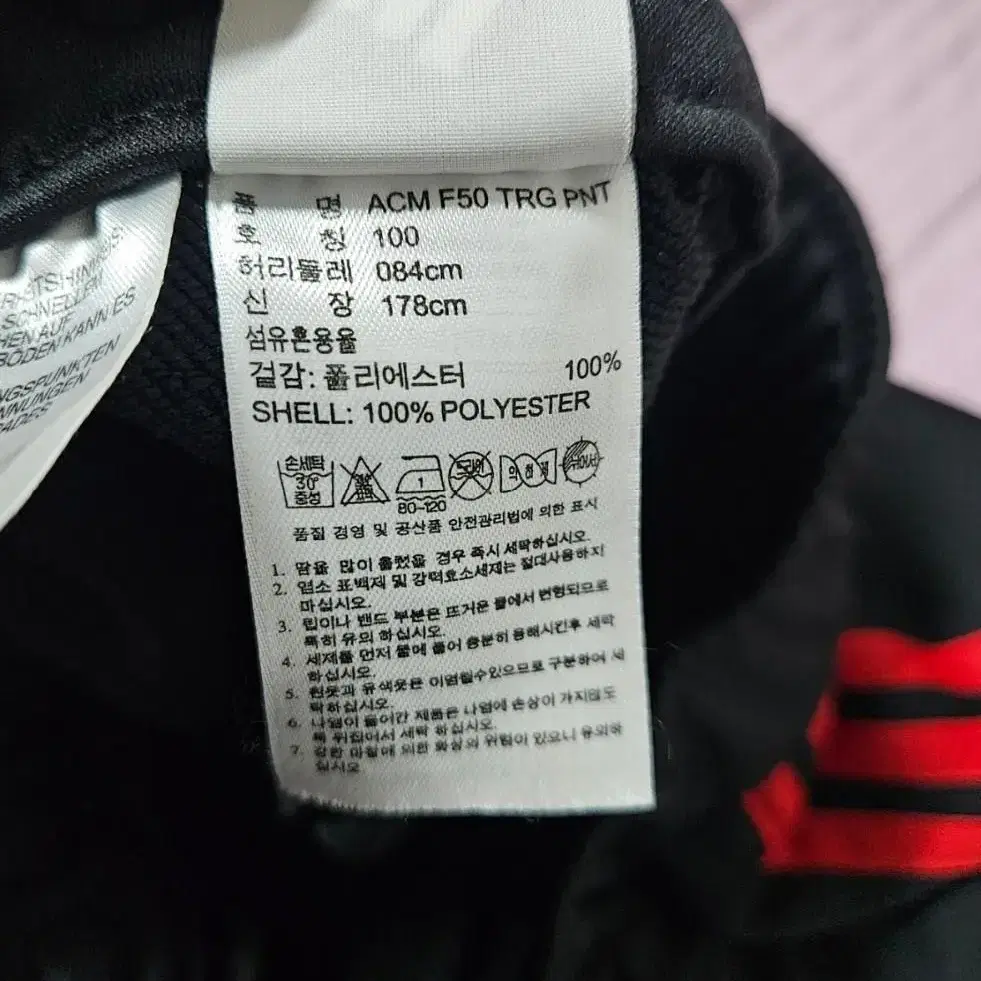 품 명 ACM F50 TRG PNT
호 칭 100
허리둘레 084cm
신 장 178cm
섬유혼용율
겉감: 폴리에스터 100%
SHELL: 100% POLYESTER
손세탁
30°
중성
1
80-120
드라이
품질 경영 및 공산품 안전관리법에 의한 표시
1. 땀을 많이 흘렸을 경우 즉시 세탁하십시오.
2. 염소 표백제 및 강력효소세제는 절대사용하지
마십시오.
3. 립이나 밴드 부분은 뜨거운 물에서 변형되므로
특히 유의 하십시오.
4. 세제를 먼저 물에 풀어 충분히 용해시킨후 세탁
하십시오.
5. 흰옷과 유색옷은 이염될수있으므로 구분하여 세
탁하십시오.
6. 나염이 들어간 제품은 나염에 손상이 가지않도
록 뒤집어서 세탁 하십시오.
7. 강한 마찰에 의한 화상의 위험이 있으니 유의하
십시오
SCHNELLEM
HEN AUF
BÖDEN KANN ES
NGSPUNKTEN